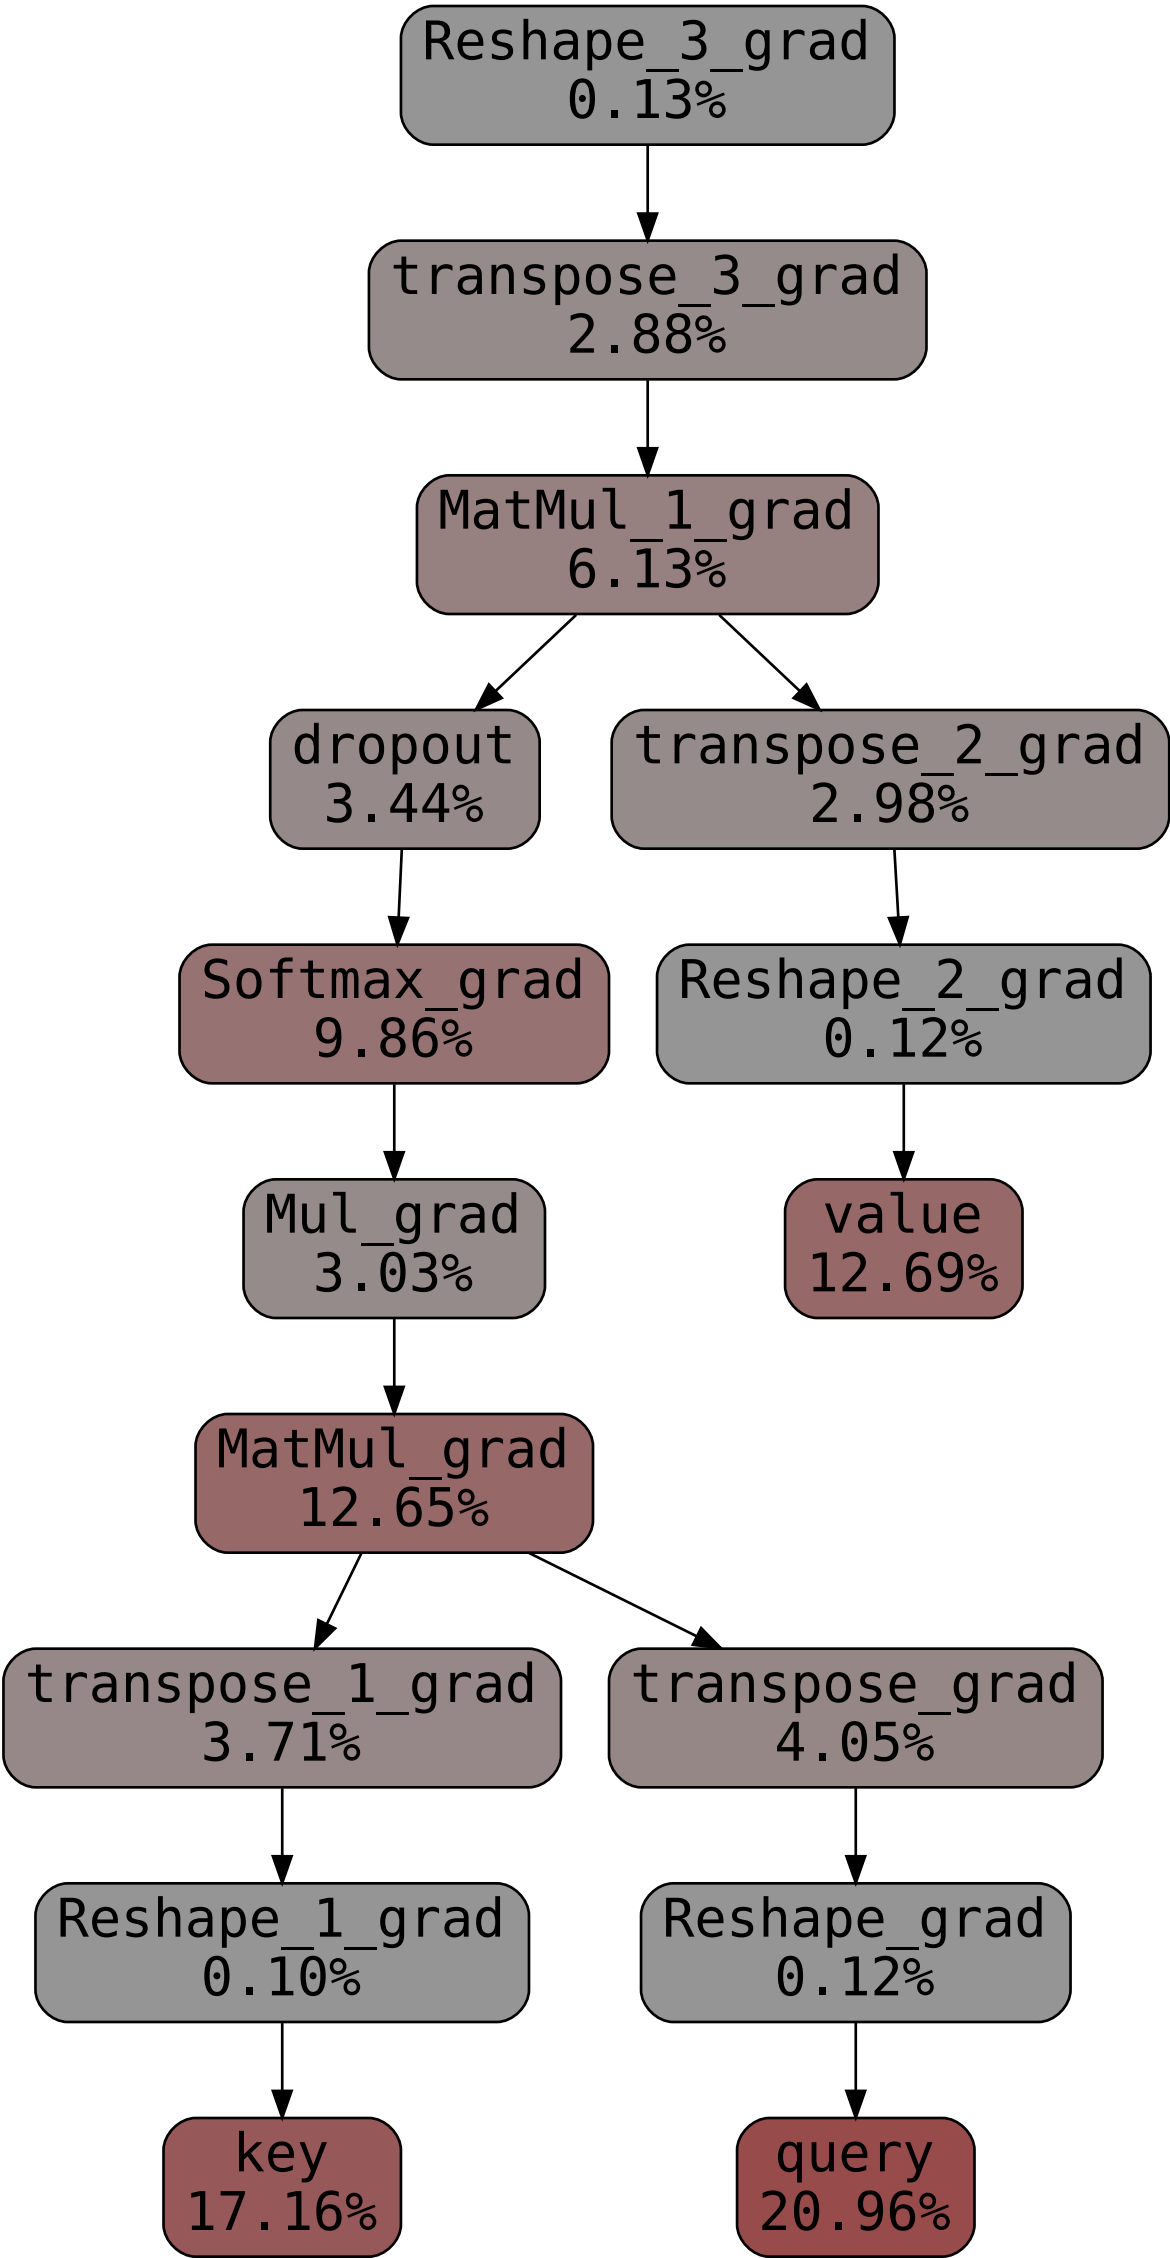 Reshape_3_grad
0.13%
transpose_3_grad
2.88%
MatMul_1_grad
6.13%
dropout
3.44%
transpose_2_grad
2.98%
Softmax_grad
9.86%
Reshape_2_grad
0.12%
Mul_grad
3.03%
value
12.69%
MatMul_grad
12.65%
transpose_1_grad
3.71%
transpose_grad
4.05%
Reshape_1_grad
0.10%
Reshape_grad
0.12%
key
17.16%
query
20.96%